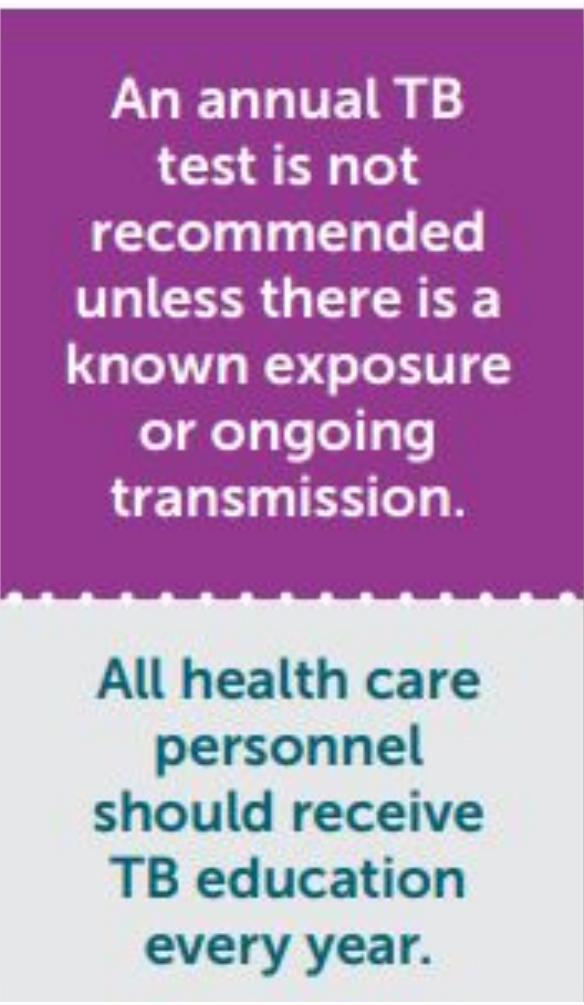 An annual TB
test is not
recommended
unless there is a
known exposure
or ongoing
transmission.
All health care
personnel
should receive
TB education
every year.